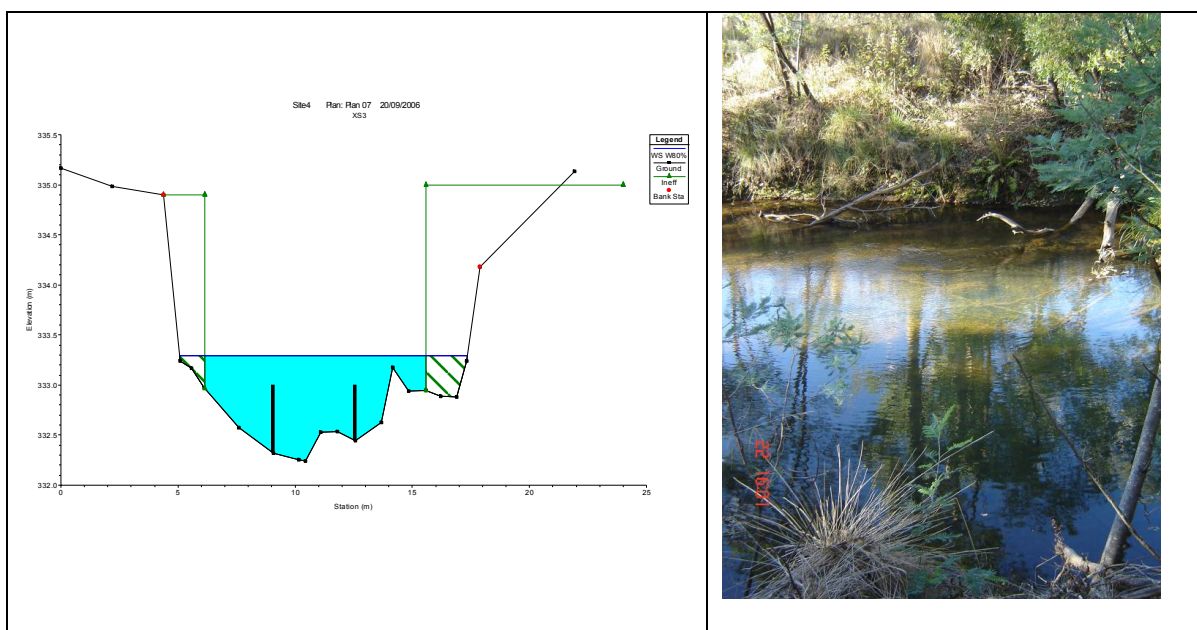 Site4 Plan: Plan 07 20/09/2006
XS3
335.5
335.0
334.5
334.0
333.5
333.0
332.5
332.0
Elevation (m)
0 5 10 15 20 25
Station (m)
Legend
WS W80%
Ground
Ineff
Bank Sta